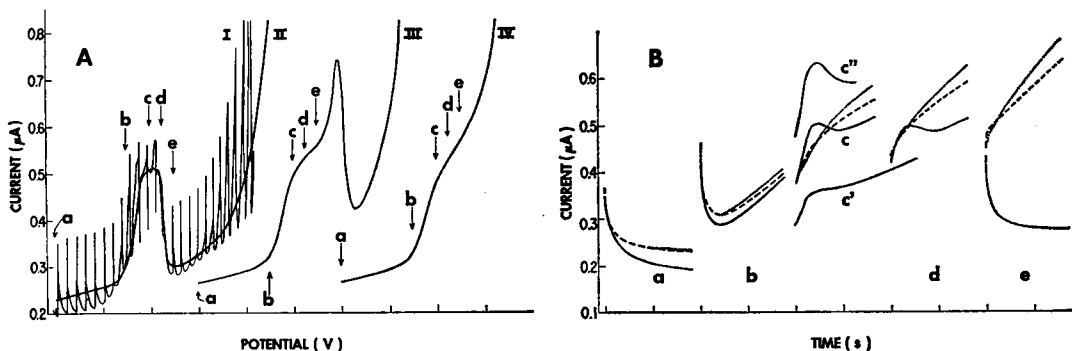 A
I
II
III
IV
0.8
0.7
0.6
0.5
0.4
0.3
0.2
CURRENT (μA)
POTENTIAL ( V )
a
b
c
d
e
a
b
c
d
e
a
b
c
d
e
B
0.6
0.5
0.4
0.3
0.2
0.1
CURRENT (μA)
TIME ( s )
c''
c
c'
a
b
d
e